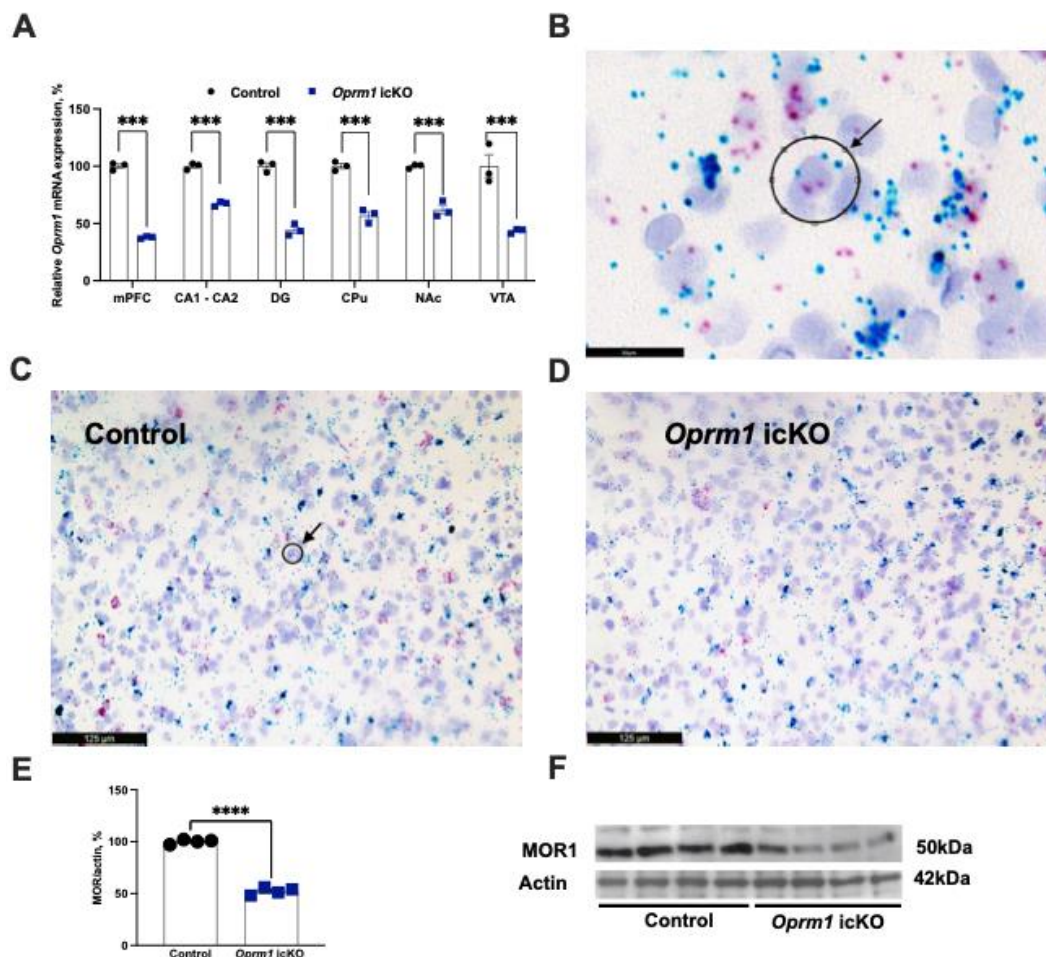 A
Control
Oprm1 icKO
***
***
***
***
***
***
Relative Oprm1 mRNA expression, %
150
100
50
0
mPFC
CA1 - CA2
DG
CPu
NAc
VTA
B
C
Control
125 µm
D
Oprm1 icKO
125 µm
E
****
MOR/actin, %
150
100
50
0
Control
Oprm1 icKO
F
MOR1
50kDa
Actin
42kDa
Control
Oprm1 icKO